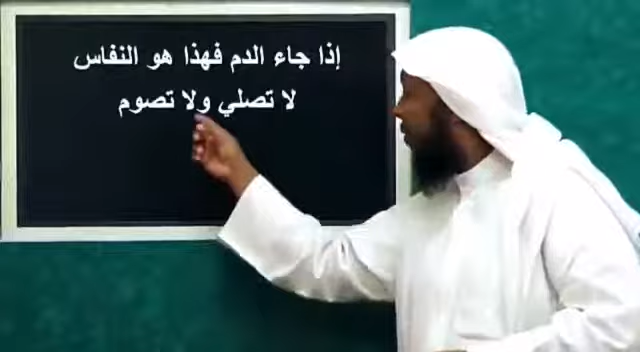 إذا جاء الدم فهذا هو النفاس
لا تصلي ولا تصوم